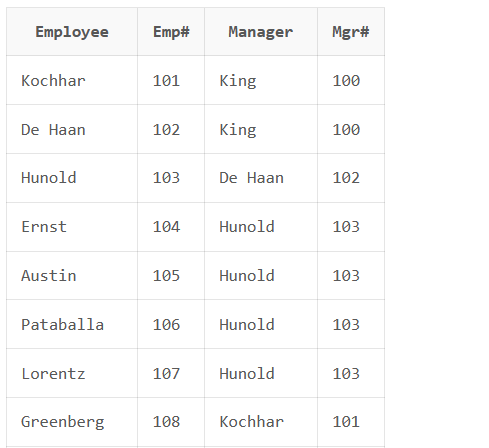 Employee Emp# Manager Mgr#
Kochhar 101 King 100
De Haan 102 King 100
Hunold 103 De Haan 102
Ernst 104 Hunold 103
Austin 105 Hunold 103
Pataballa 106 Hunold 103
Lorentz 107 Hunold 103
Greenberg 108 Kochhar 101